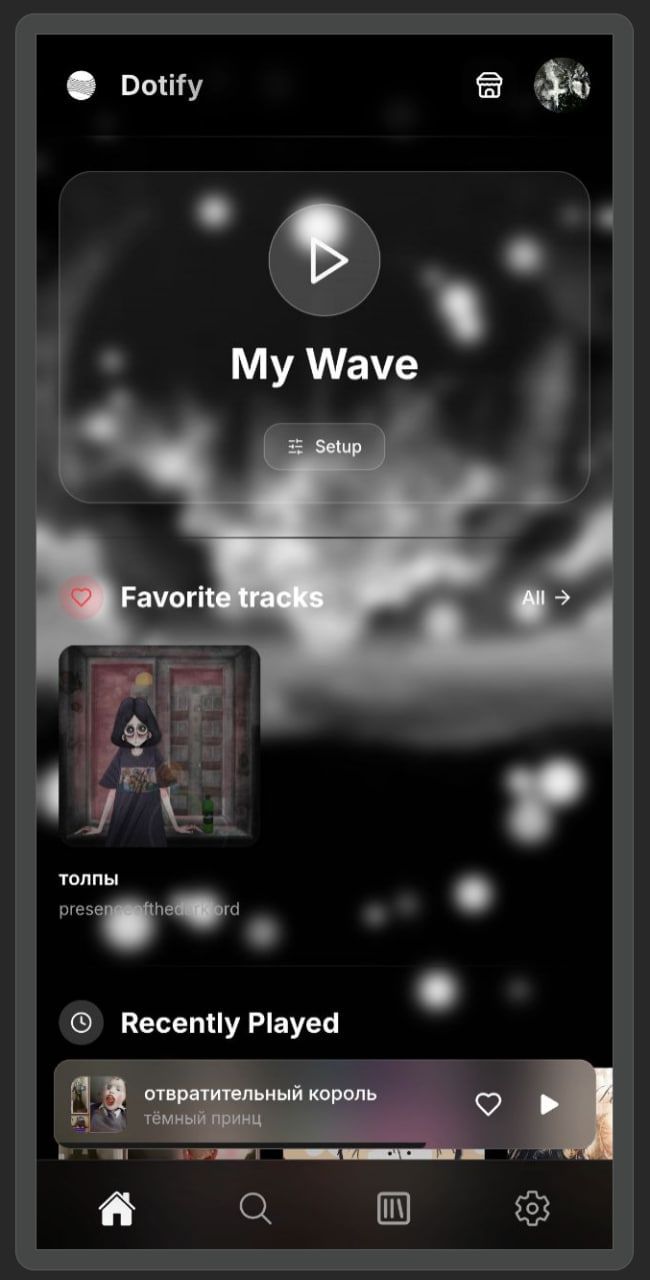 Dotify
My Wave
Setup
Favorite tracks
All
толпы
presenceofthedarklord
Recently Played
отвратительный король
тёмный принц